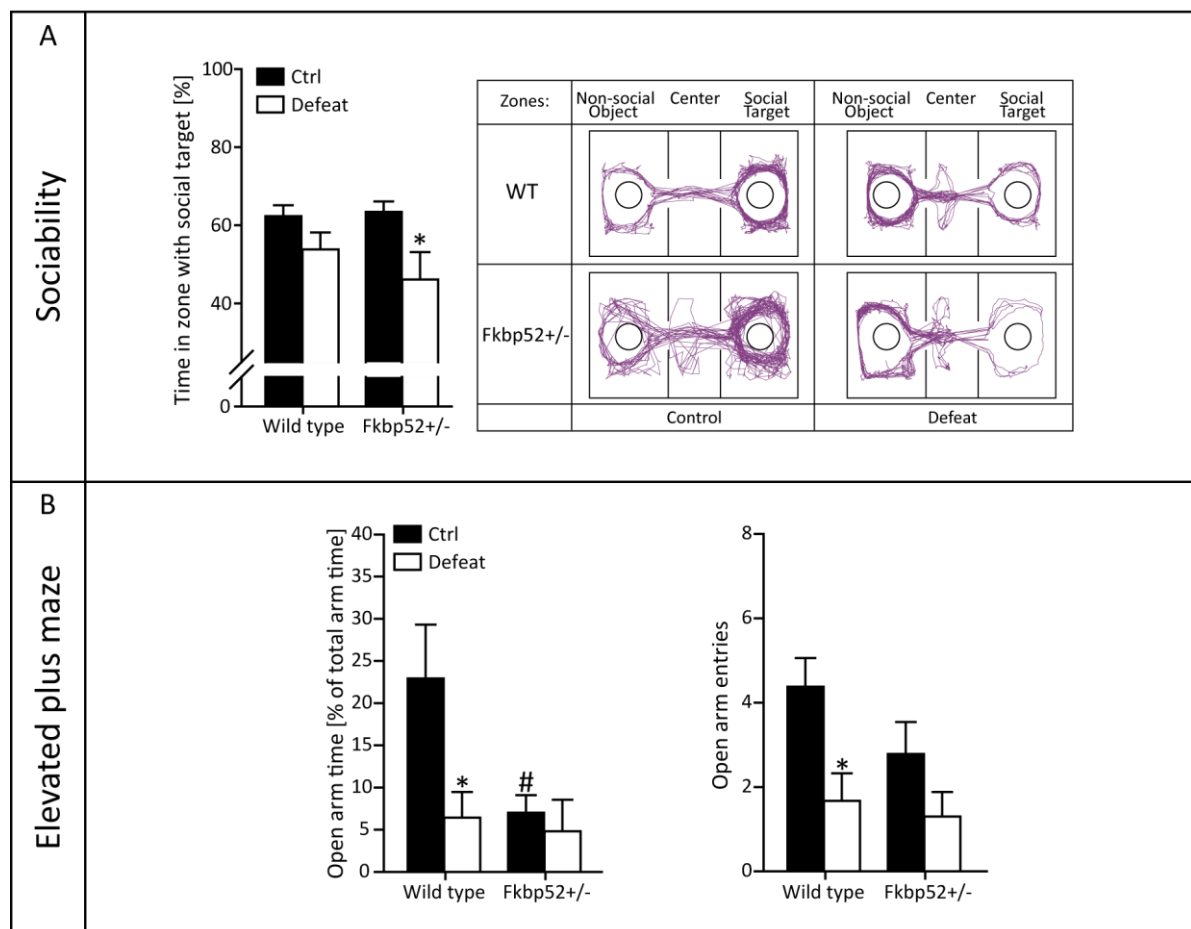 A
Sociability
Time in zone with social target [%]
100
80
60
40
0
Ctrl
Defeat
*
Wild type
Fkbp52+/-
Zones:
Non-social Object
Center
Social Target
Non-social Object
Center
Social Target
WT
Fkbp52+/-
Control
Defeat
B
Elevated plus maze
Open arm time [% of total arm time]
40
35
30
25
20
15
10
5
0
Ctrl
Defeat
*
#
Wild type
Fkbp52+/-
Open arm entries
8
6
4
2
0
*
Wild type
Fkbp52+/-